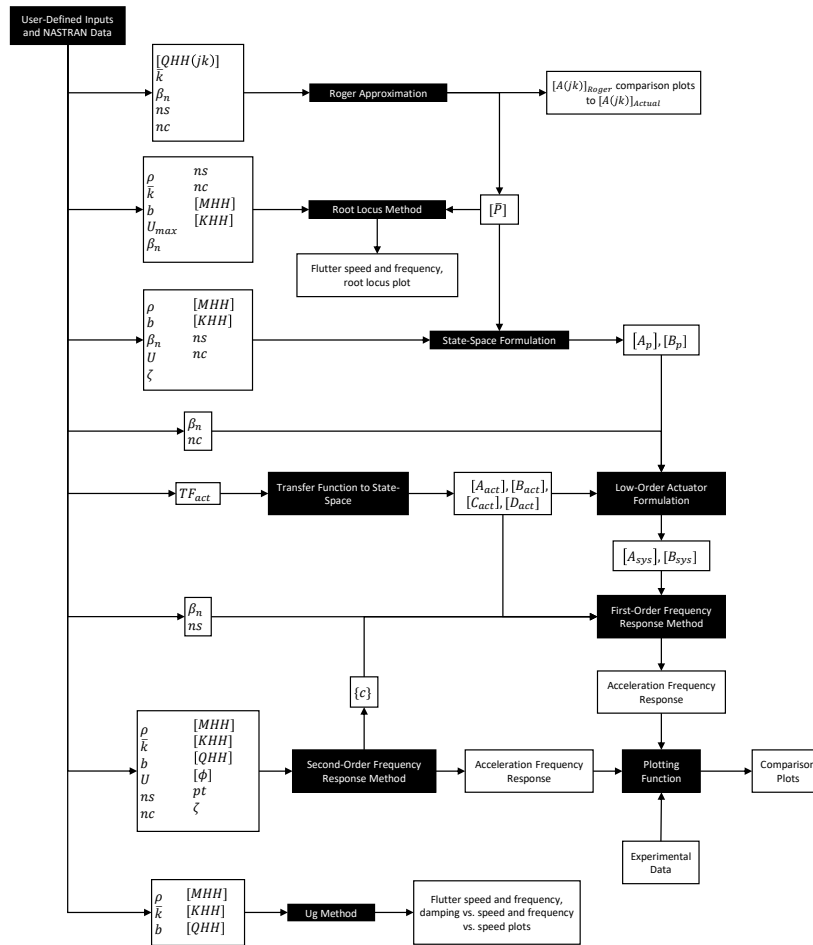 User-Defined Inputs
and NASTRAN Data
[QHH(jk)]
k̄
βₙ
ns
nc
Roger Approximation
[A(jk)]_Roger comparison plots
to [A(jk)]_Actual
ρ ns
k̄ nc
b [MHH]
U_max [KHH]
βₙ
Root Locus Method
[P̄]
Flutter speed and frequency,
root locus plot
ρ [MHH]
b [KHH]
βₙ ns
U nc
ζ
State-Space Formulation
[A_p], [B_p]
βₙ
nc
TF_act
Transfer Function to State-
Space
[A_act], [B_act],
[C_act], [D_act]
Low-Order Actuator
Formulation
[A_sys], [B_sys]
βₙ
ns
First-Order Frequency
Response Method
{c}
Acceleration Frequency
Response
ρ [MHH]
k̄ [KHH]
b [QHH]
U [ϕ]
ns pt
nc ζ
Second-Order Frequency
Response Method
Acceleration Frequency
Response
Plotting
Function
Comparison
Plots
Experimental
Data
ρ [MHH]
k̄ [KHH]
b [QHH]
Ug Method
Flutter speed and frequency,
damping vs. speed and frequency
vs. speed plots